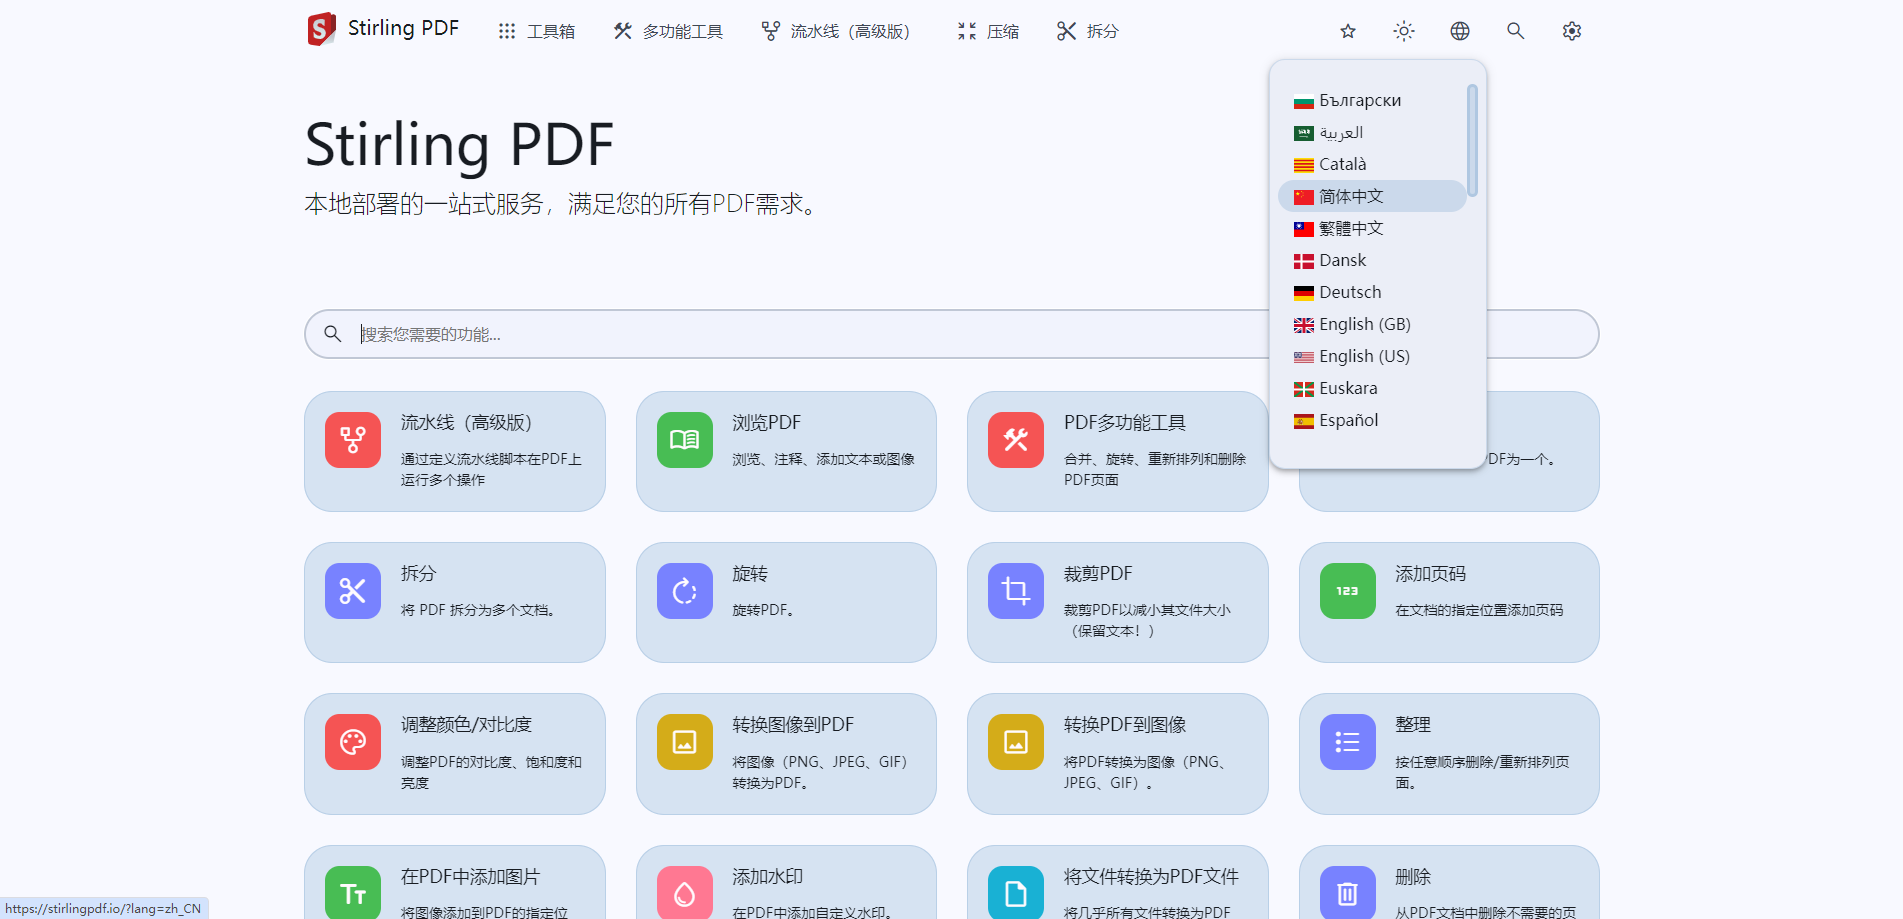 Stirling PDF
工具箱
多功能工具
流水线（高级版）
压缩
拆分
Stirling PDF
本地部署的一站式服务，满足您的所有PDF需求。
Български
العربية
Català
简体中文
繁體中文
Dansk
Deutsch
English (GB)
English (US)
Euskara
Español
搜索您需要的功能...
流水线（高级版）
通过定义流水线脚本在PDF上
运行多个操作
浏览PDF
浏览、注释、添加文本或图像
PDF多功能工具
合并、旋转、重新排列和删除
PDF页面
DF为一个。
拆分
将 PDF 拆分为多个文档。
旋转
旋转PDF。
裁剪PDF
裁剪PDF以减小其文件大小
（保留文本！）
123
添加页码
在文档的指定位置添加页码
调整颜色/对比度
调整PDF的对比度、饱和度和
亮度
转换图像到PDF
将图像（PNG、JPEG、GIF）
转换为PDF。
转换PDF到图像
将PDF转换为图像（PNG、
JPEG、GIF）。
整理
按任意顺序删除/重新排列页
面。
在PDF中添加图片
将图像添加到PDF的指定位
添加水印
在PDF中添加自定义水印。
将文件转换为PDF文件
将几乎所有文件转换为PDF
删除
从PDF文档中删除不需要的页
https://stirlingpdf.io/?lang=zh_CN